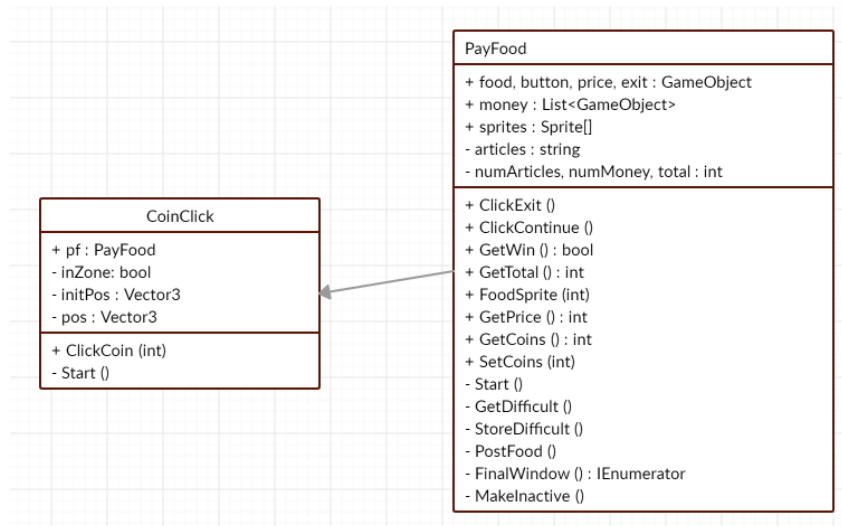 PayFood
+ food, button, price, exit : GameObject
+ money : List<GameObject>
+ sprites : Sprite[]
- articles : string
- numArticles, numMoney, total : int
+ ClickExit ()
+ ClickContinue ()
+ GetWin () : bool
+ GetTotal () : int
+ FoodSprite (int)
+ GetPrice () : int
+ GetCoins () : int
+ SetCoins (int)
- Start ()
- GetDifficult ()
- StoreDifficult ()
- PostFood ()
- FinalWindow () : IEnumerator
- MakeInactive ()
CoinClick
+ pf : PayFood
- inZone: bool
- initPos : Vector3
- pos : Vector3
+ ClickCoin (int)
- Start ()